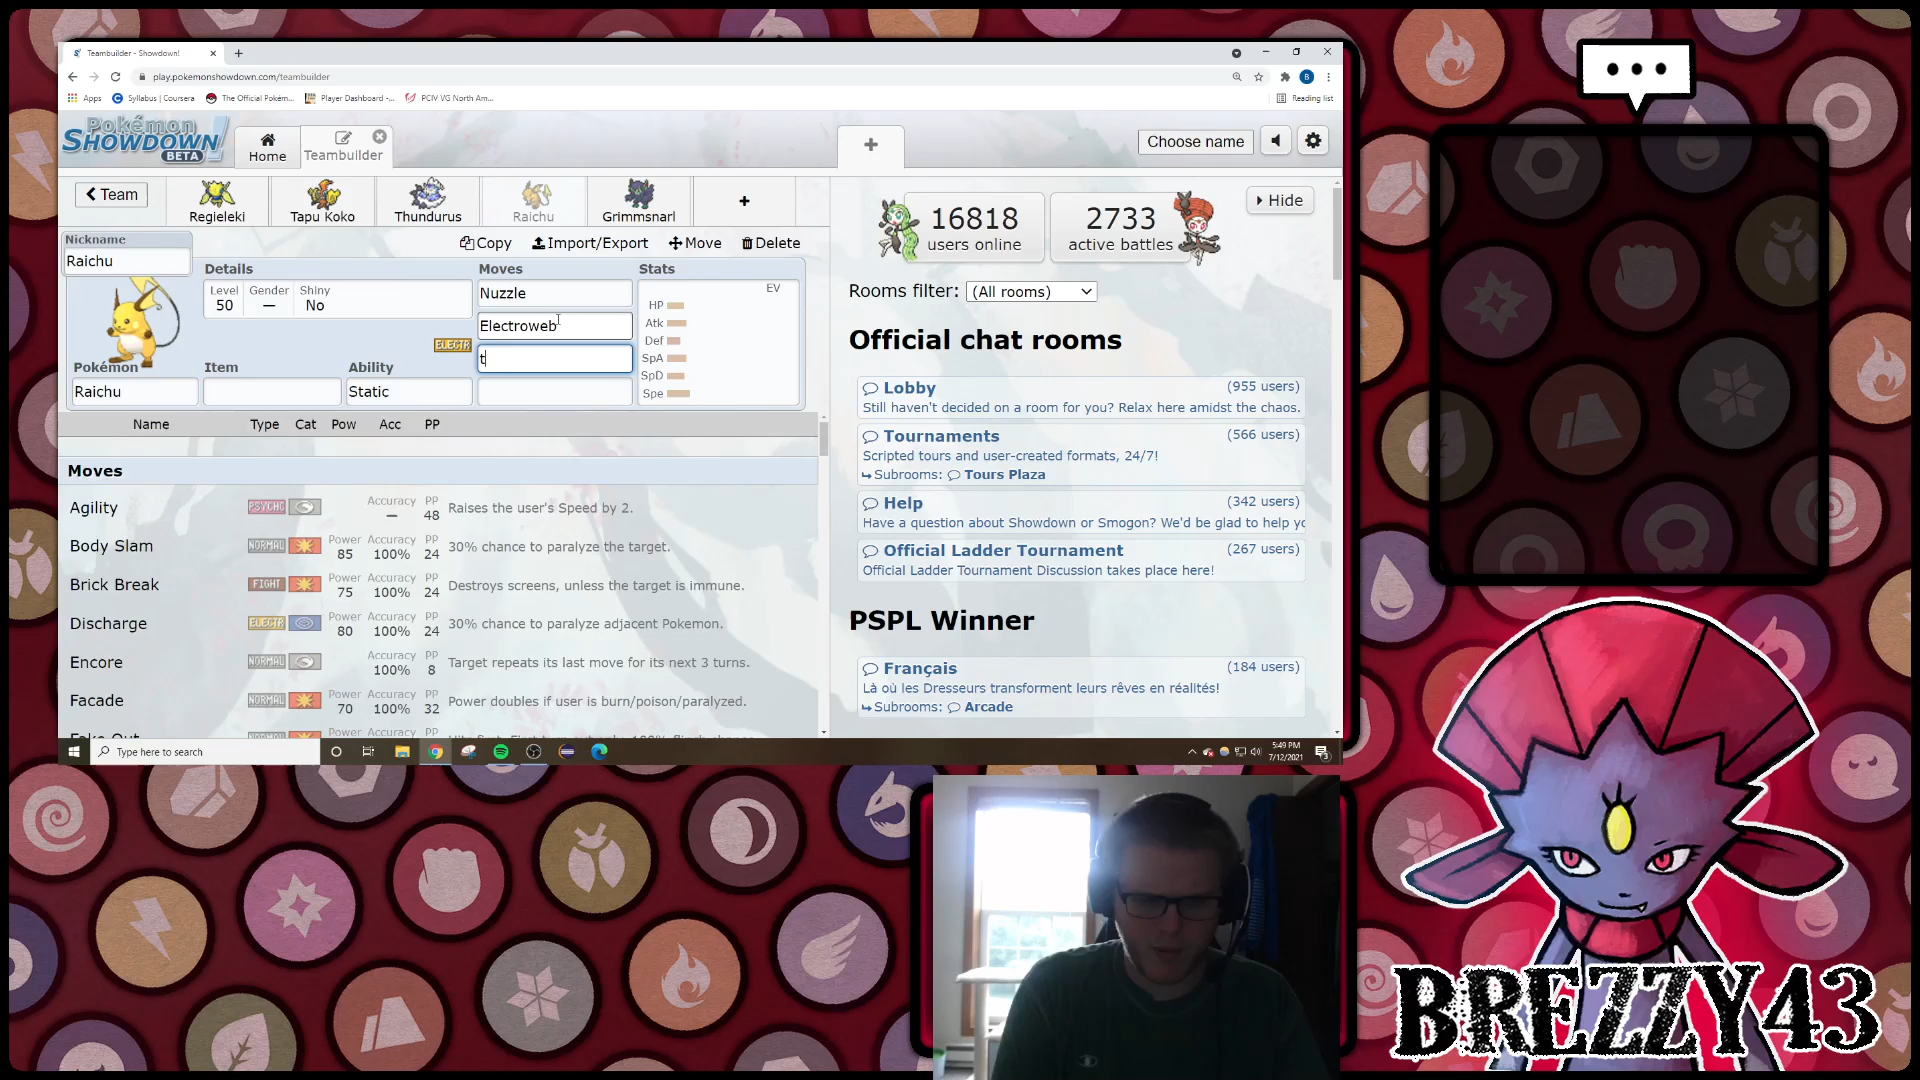 Teambuilder - Showdown!
play.pokemonshowdown.com/teambuilder
Apps
Syllabus | Coursera
The Official Pokém...
Player Dashboard -...
PCIV VG North Am...
Reading list
Pokémon
SHOWDOWN!
BETA
Home
Teambuilder
Choose name
Team
Regieleki
Tapu Koko
Thundurus
Raichu
Grimmsnarl
Copy
Import/Export
Move
Delete
Nickname
Raichu
Details
Level
50
Gender
—
Shiny
No
Moves
Nuzzle
Electroweb
t
Stats
EV
HP
Atk
Def
SpA
SpD
Spe
ELECTR
Pokémon
Raichu
Item
Ability
Static
Name Type Cat Pow Acc PP
Moves
Agility PSYCHC Accuracy — PP 48 Raises the user's Speed by 2.
Body Slam NORMAL Power 85 Accuracy 100% PP 24 30% chance to paralyze the target.
Brick Break FIGHT Power 75 Accuracy 100% PP 24 Destroys screens, unless the target is immune.
Discharge ELECTR Power 80 Accuracy 100% PP 24 30% chance to paralyze adjacent Pokemon.
Encore NORMAL Accuracy 100% PP 8 Target repeats its last move for its next 3 turns.
Facade NORMAL Power 70 Accuracy 100% PP 32 Power doubles if user is burn/poison/paralyzed.
16818
users online
2733
active battles
Hide
Rooms filter: (All rooms)
Official chat rooms
Lobby (955 users)
Still haven't decided on a room for you? Relax here amidst the chaos.
Tournaments (566 users)
Scripted tours and user-created formats, 24/7!
Subrooms: Tours Plaza
Help (342 users)
Have a question about Showdown or Smogon? We'd be glad to help yo
Official Ladder Tournament (267 users)
Official Ladder Tournament Discussion takes place here!
PSPL Winner
Français (184 users)
Là où les Dresseurs transforment leurs rêves en réalités!
Subrooms: Arcade
Type here to search
5:49 PM
7/12/2021
BREZZY43